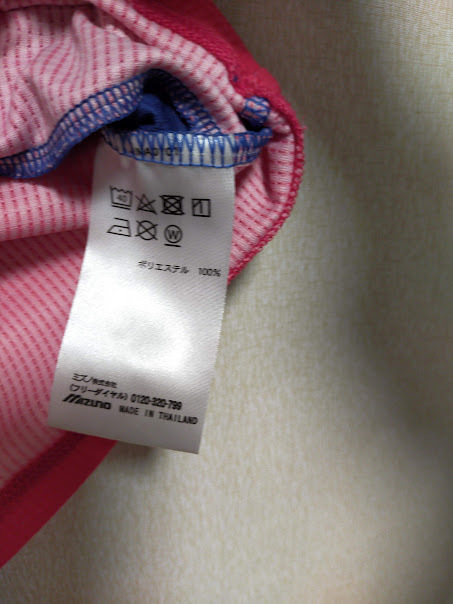 40
W
ポリエステル 100%
ミズノ株式会社
(フリーダイヤル) 0120-320-799
MIZUNO MADE IN THAILAND